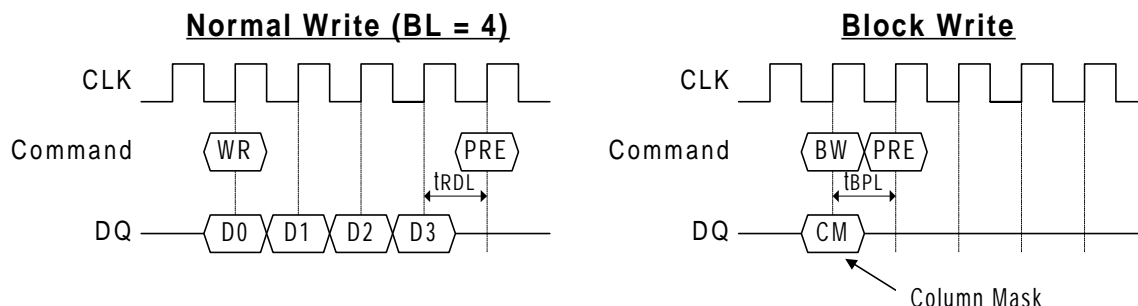 Normal Write (BL = 4)
CLK
Command
WR
PRE
tRDL
DQ
D0 D1 D2 D3
Block Write
CLK
Command
BW PRE
tBPL
DQ
CM
Column Mask